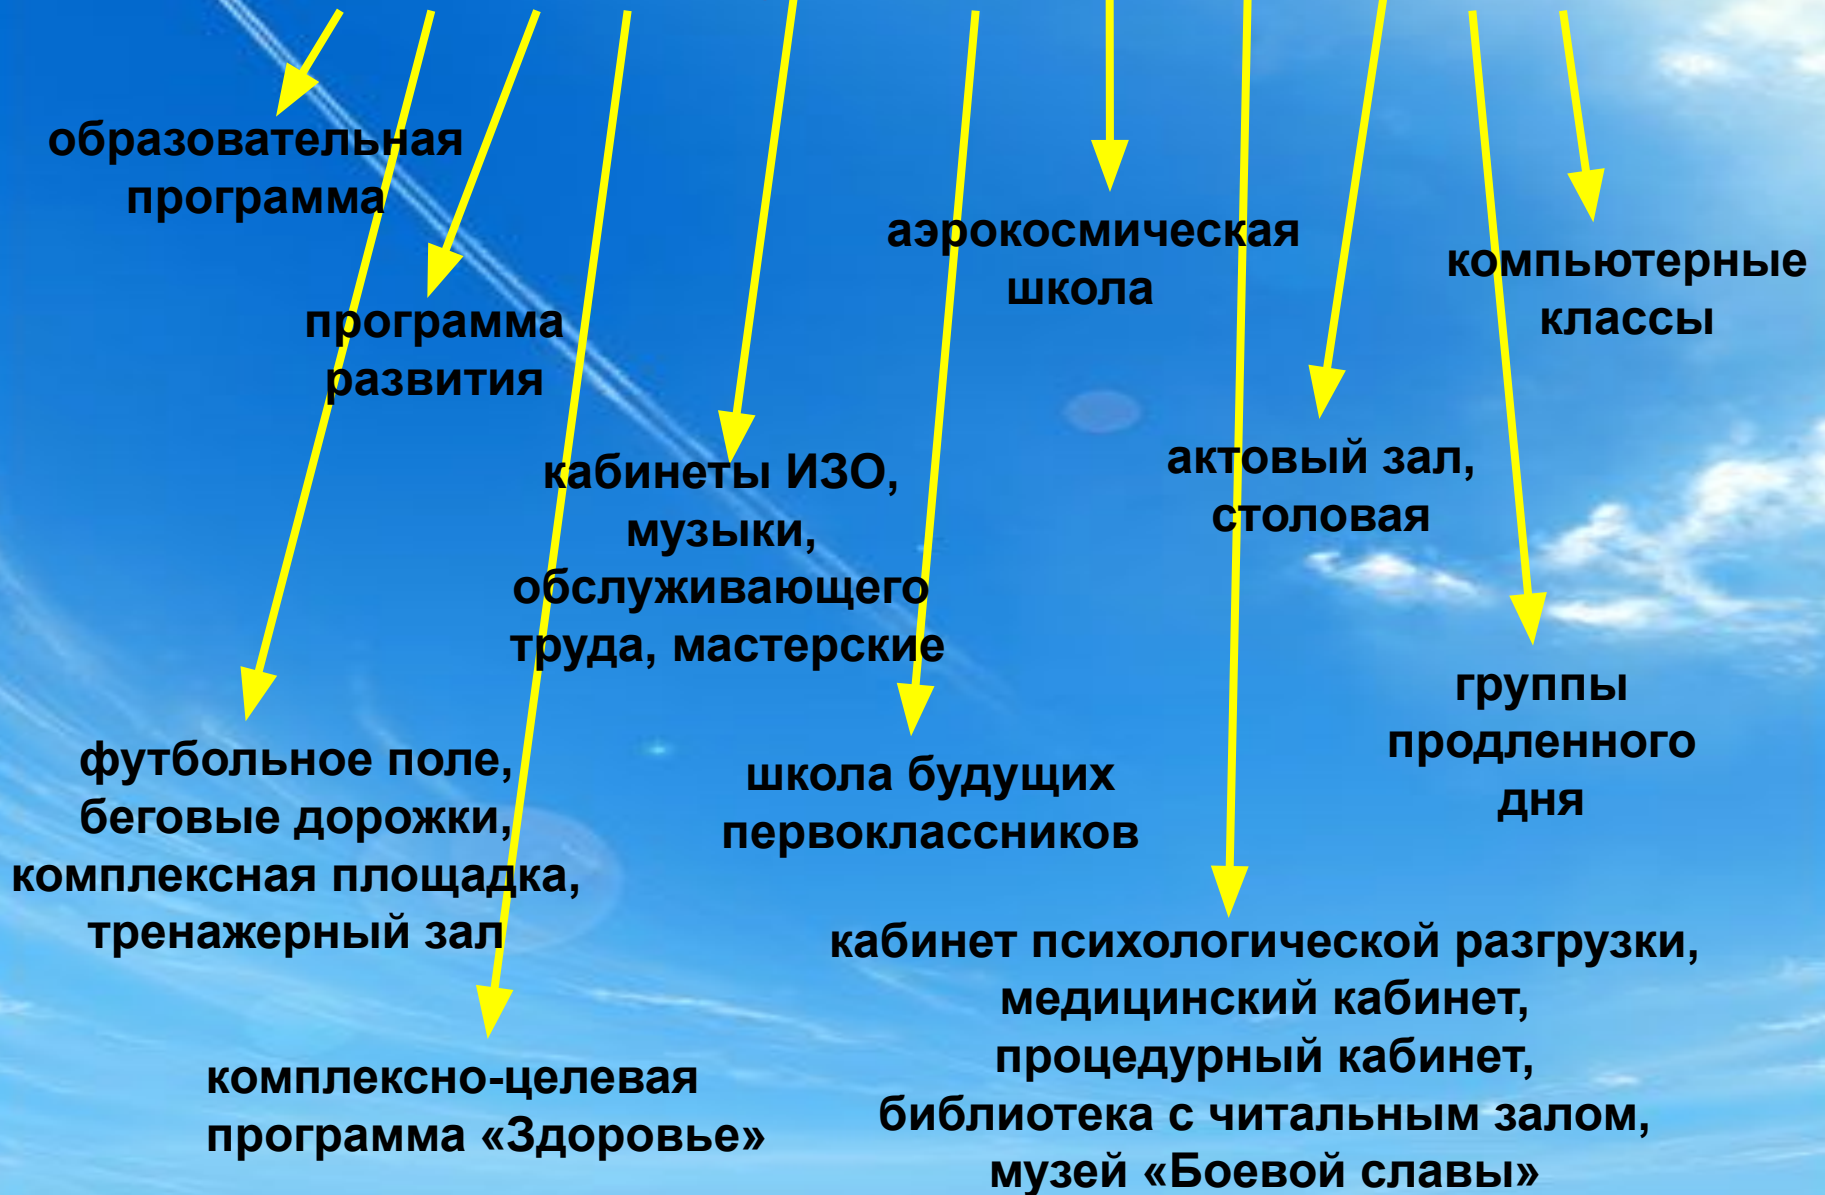 образовательная
программа
программа
развития
аэрокосмическая
школа
компьютерные
классы
кабинеты ИЗО,
музыки,
обслуживающего
труда, мастерские
актовый зал,
столовая
группы
продленного
дня
футбольное поле,
беговые дорожки,
комплексная площадка,
тренажерный зал
школа будущих
первоклассников
кабинет психологической разгрузки,
медицинский кабинет,
процедурный кабинет,
библиотека с читальным залом,
музей «Боевой славы»
комплексно-целевая
программа «Здоровье»